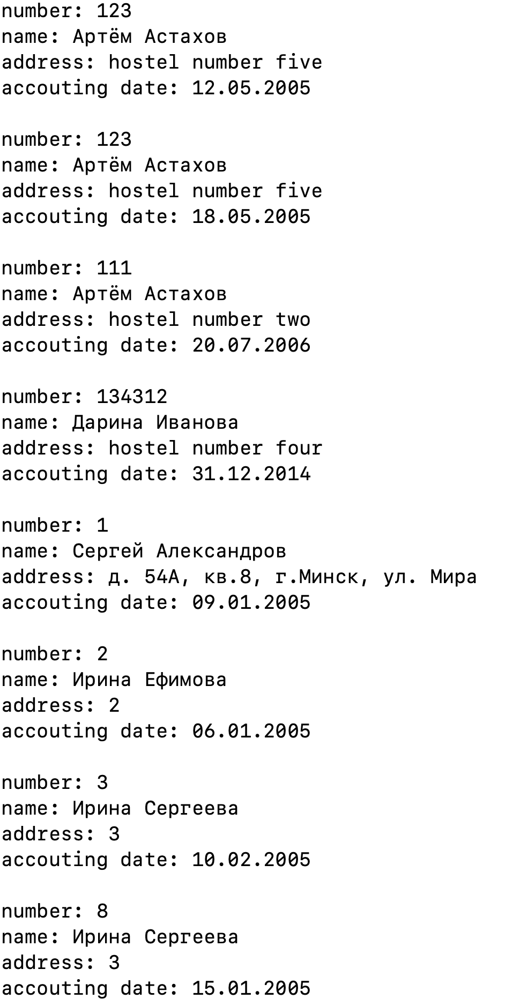 number: 123
name: Артём Астахов
address: hostel number five
accouting date: 12.05.2005

number: 123
name: Артём Астахов
address: hostel number five
accouting date: 18.05.2005

number: 111
name: Артём Астахов
address: hostel number two
accouting date: 20.07.2006

number: 134312
name: Дарина Иванова
address: hostel number four
accouting date: 31.12.2014

number: 1
name: Сергей Александров
address: д. 54А, кв.8, г.Минск, ул. Мира
accouting date: 09.01.2005

number: 2
name: Ирина Ефимова
address: 2
accouting date: 06.01.2005

number: 3
name: Ирина Сергеева
address: 3
accouting date: 10.02.2005

number: 8
name: Ирина Сергеева
address: 3
accouting date: 15.01.2005